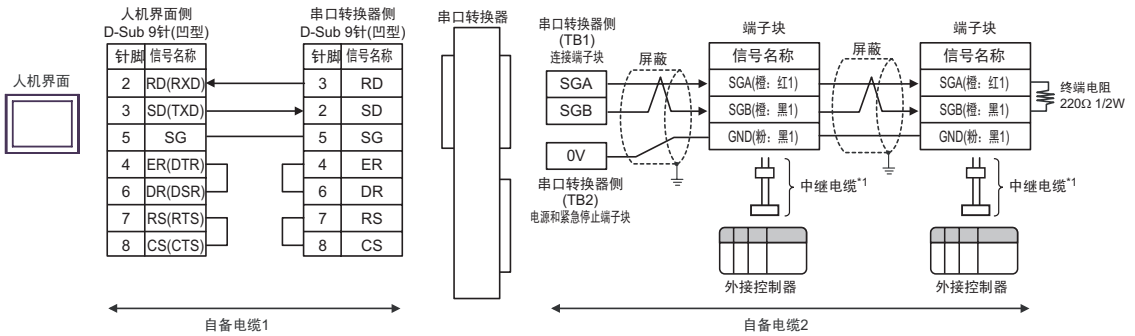 人机界面
人机界面侧
D-Sub 9针(凹型)
针脚 信号名称
2 RD(RXD)
3 SD(TXD)
5 SG
4 ER(DTR)
6 DR(DSR)
7 RS(RTS)
8 CS(CTS)
串口转换器侧
D-Sub 9针(凹型)
针脚 信号名称
3 RD
2 SD
5 SG
4 ER
6 DR
7 RS
8 CS
自备电缆1
串口转换器
串口转换器侧
(TB1)
连接端子块
SGA
SGB
0V
串口转换器侧
(TB2)
电源和紧急停止端子块
屏蔽
端子块
信号名称
SGA(橙：红1)
SGB(橙：黑1)
GND(粉：黑1)
中继电缆*1
外接控制器
屏蔽
端子块
信号名称
SGA(橙：红1)
SGB(橙：黑1)
GND(粉：黑1)
终端电阻
220Ω 1/2W
中继电缆*1
外接控制器
自备电缆2